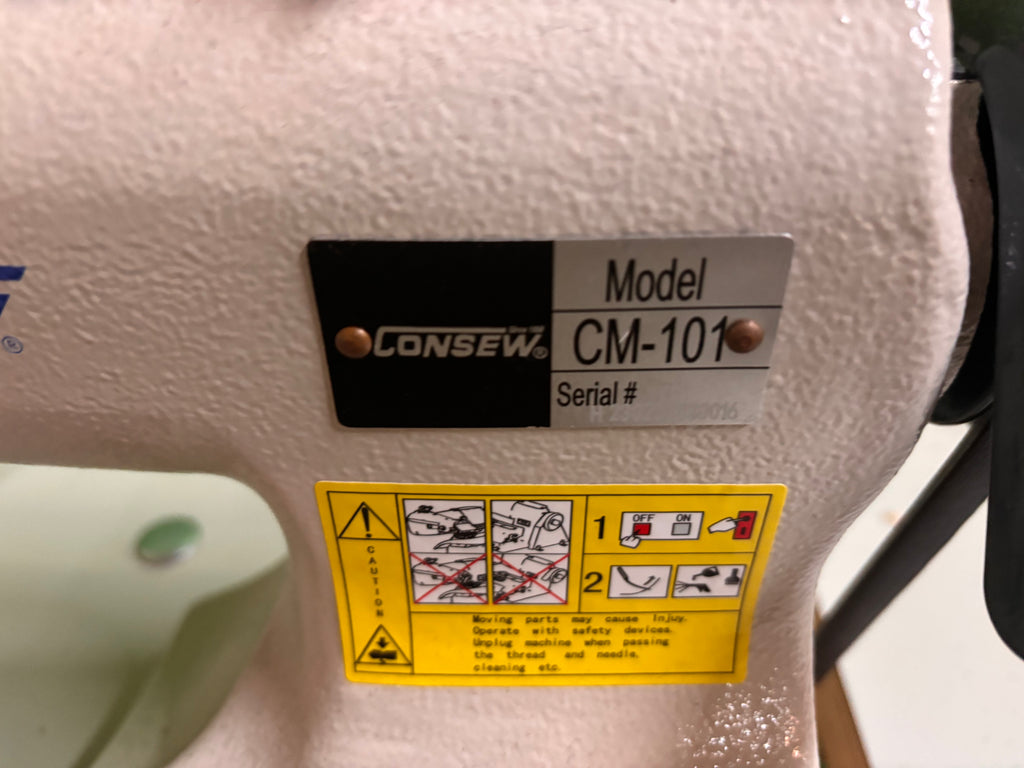 ®
CONSEW®
Model
CM-101
Serial #
CAUTION
1
OFF ON
2
Moving parts may cause Injuy.
Operate with safety devices.
Unplug machine when passing
the thread and needle,
cleaning etc.